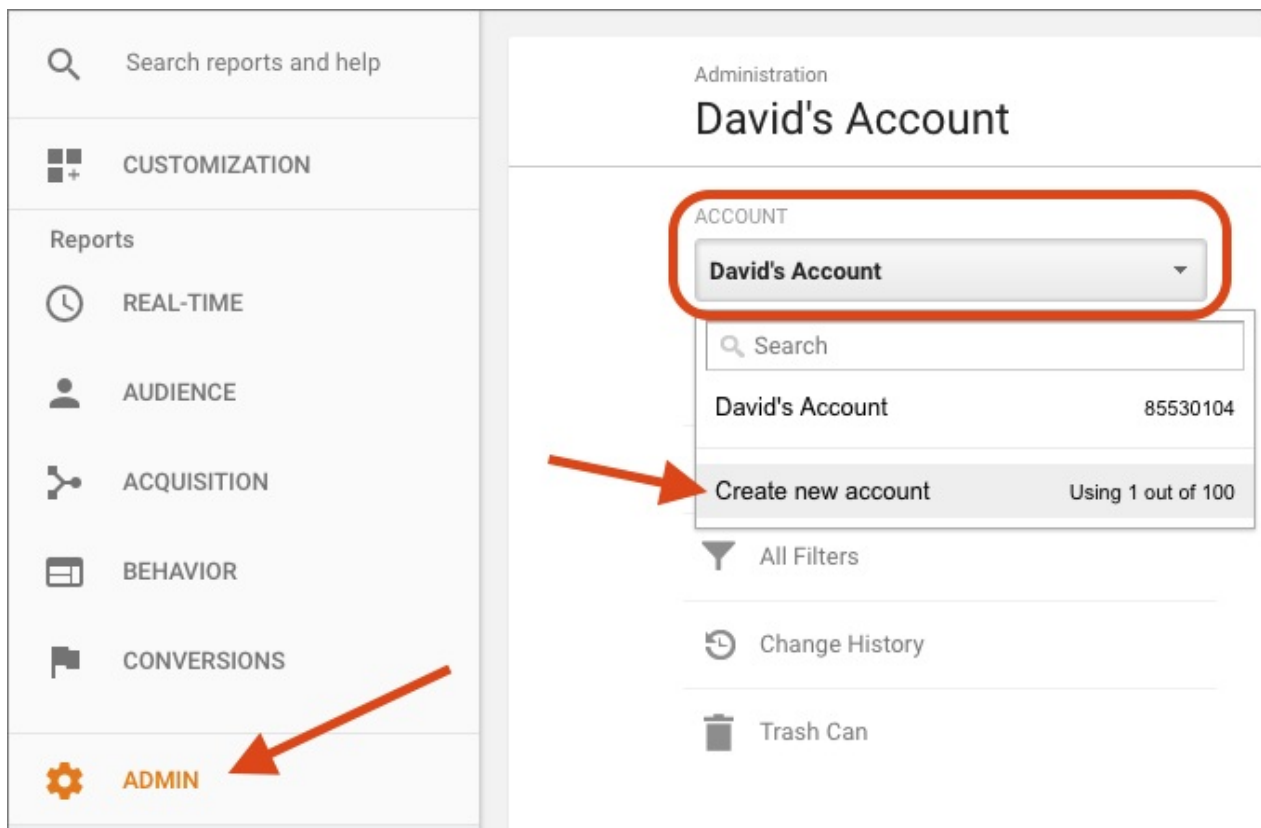 Search reports and help
CUSTOMIZATION
Reports
REAL-TIME
AUDIENCE
ACQUISITION
BEHAVIOR
CONVERSIONS
ADMIN
Administration
David's Account
ACCOUNT
David's Account
Search
David's Account 85530104
Create new account Using 1 out of 100
All Filters
Change History
Trash Can